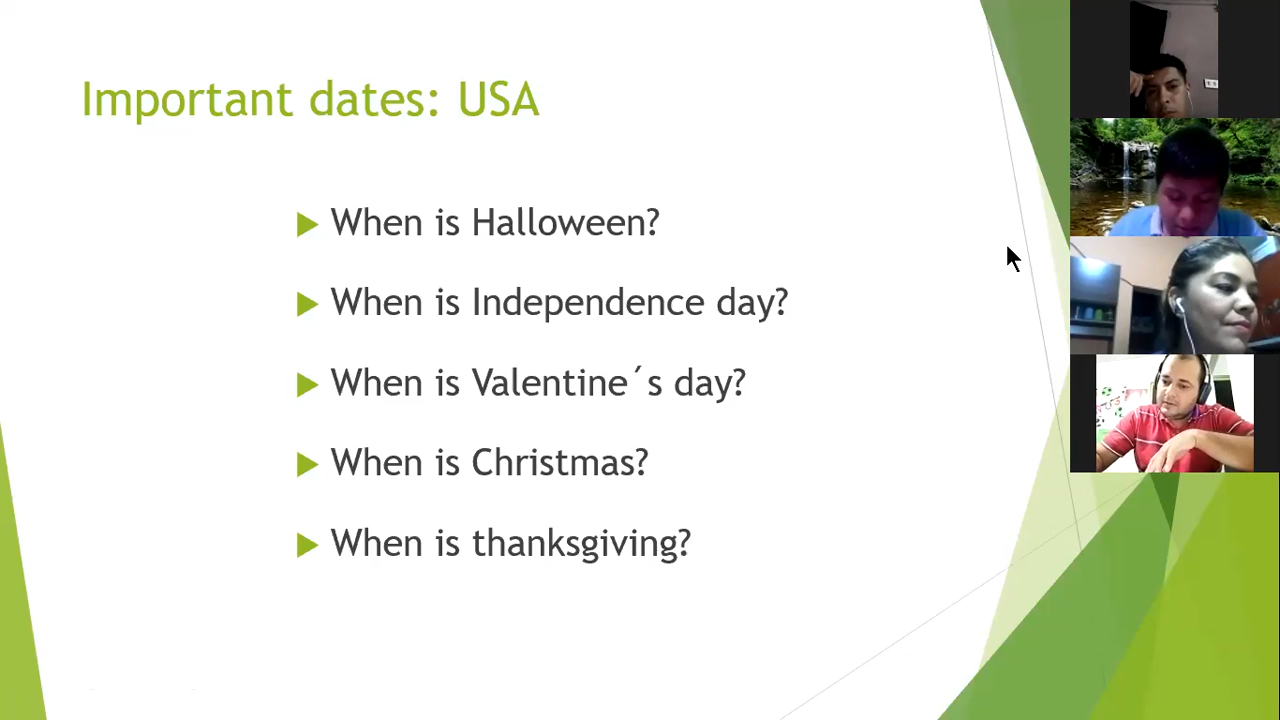 Important dates: USA
When is Halloween?
When is Independence day?
When is Valentine´s day?
When is Christmas?
When is thanksgiving?